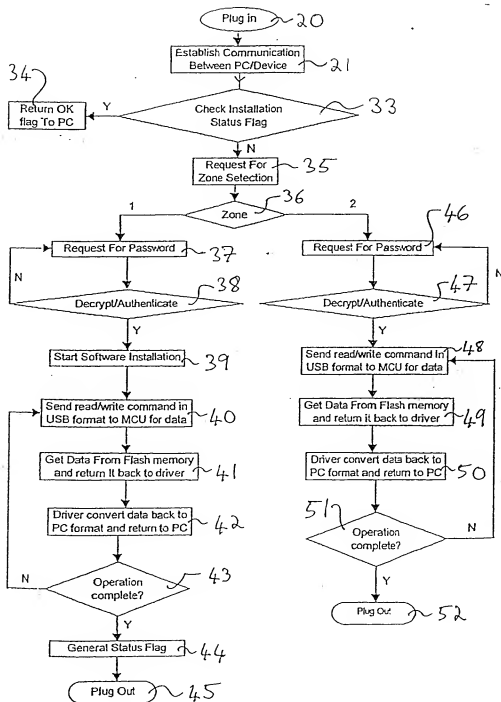 Plug in
20
Establish Communication
Between PC/Device
21
34
Return OK
flag To PC
Y
Check Installation
Status Flag
33
N
Request For
Zone Selection
35
1
Zone
36
2
Request For Password
37
N
Decrypt/Authenticate
38
Y
Start Software Installation
39
Send read/write command in
USB format to MCU for data
40
Get Data From Flash memory
and return it back to driver
41
Driver convert data back to
PC format and return to PC
42
N
Operation
complete?
43
Y
General Status Flag
44
Plug Out
45
46
Request For Password
N
Decrypt/Authenticate
47
Y
Send read/write command In
USB format to MCU for data
48
Get Data From Flash memory
and return it back to driver
49
Driver convert data back to
PC format and return to PC
50
51
Operation
complete?
N
Y
Plug Out
52